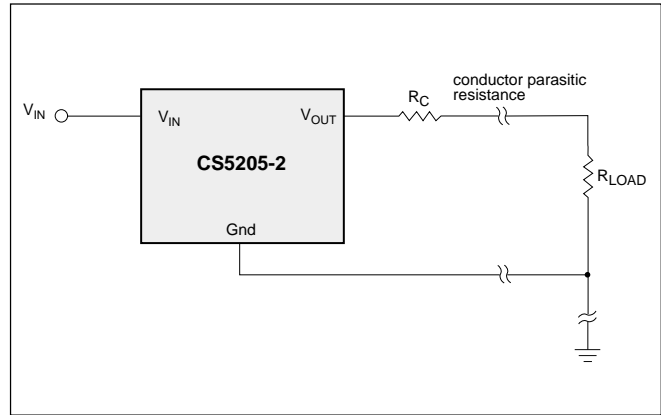 V_IN
V_IN
V_OUT
R_C
conductor parasitic
resistance
CS5205-2
R_LOAD
Gnd